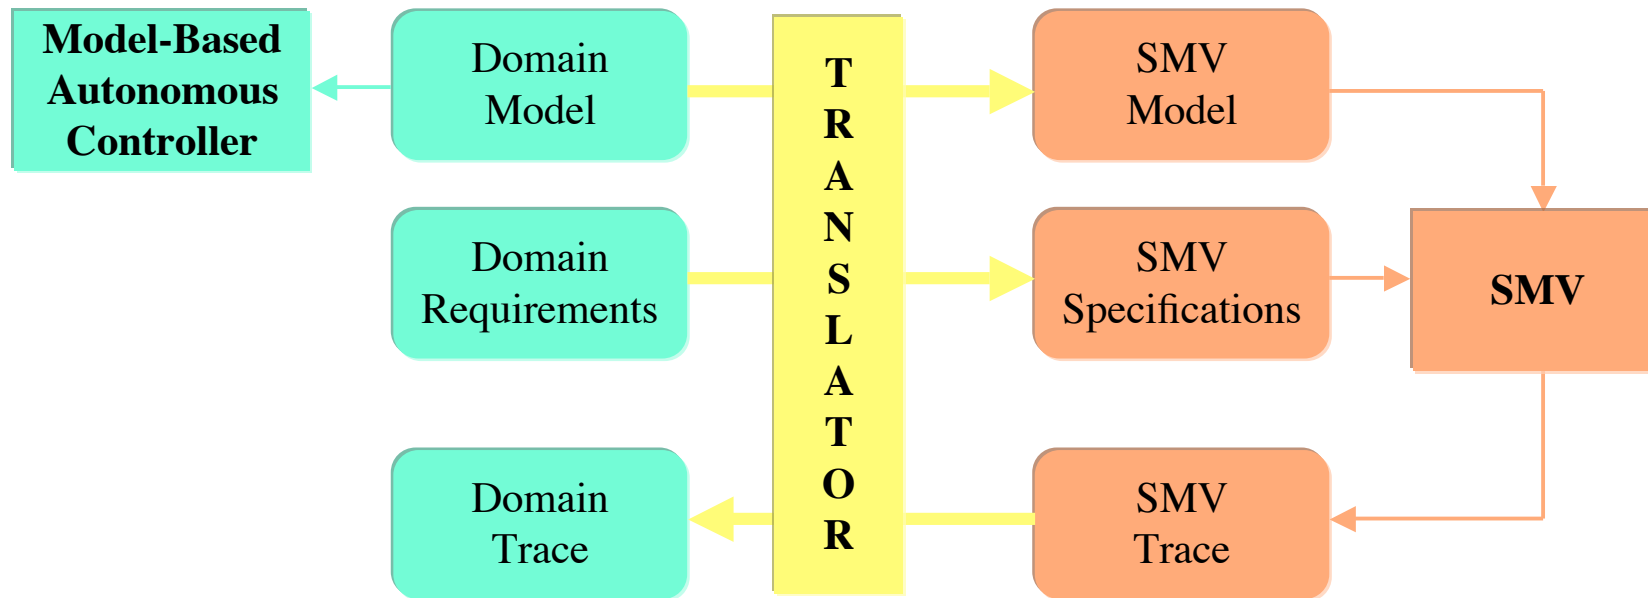 Model-Based
Autonomous
Controller
Domain
Model
T
R
A
N
S
L
A
T
O
R
SMV
Model
Domain
Requirements
SMV
Specifications
SMV
Domain
Trace
SMV
Trace